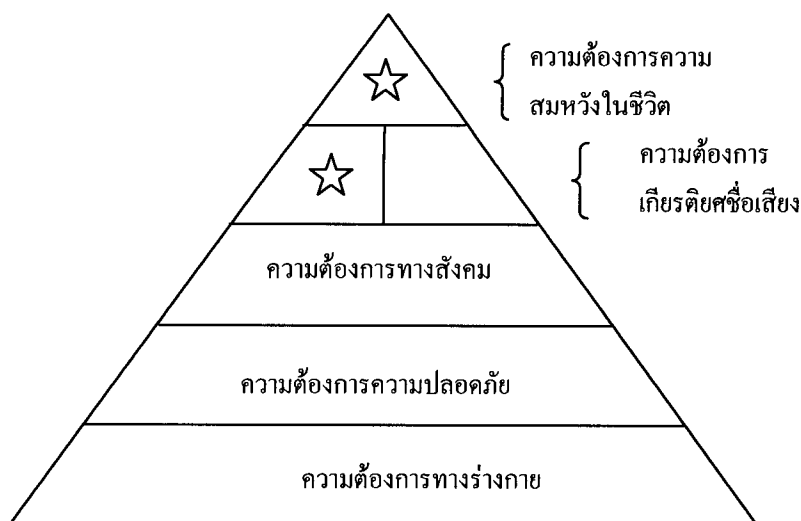 ความต้องการความ
สมหวังในชีวิต
ความต้องการ
เกียรติยศชื่อเสียง
ความต้องการทางสังคม
ความต้องการความปลอดภัย
ความต้องการทางร่างกาย